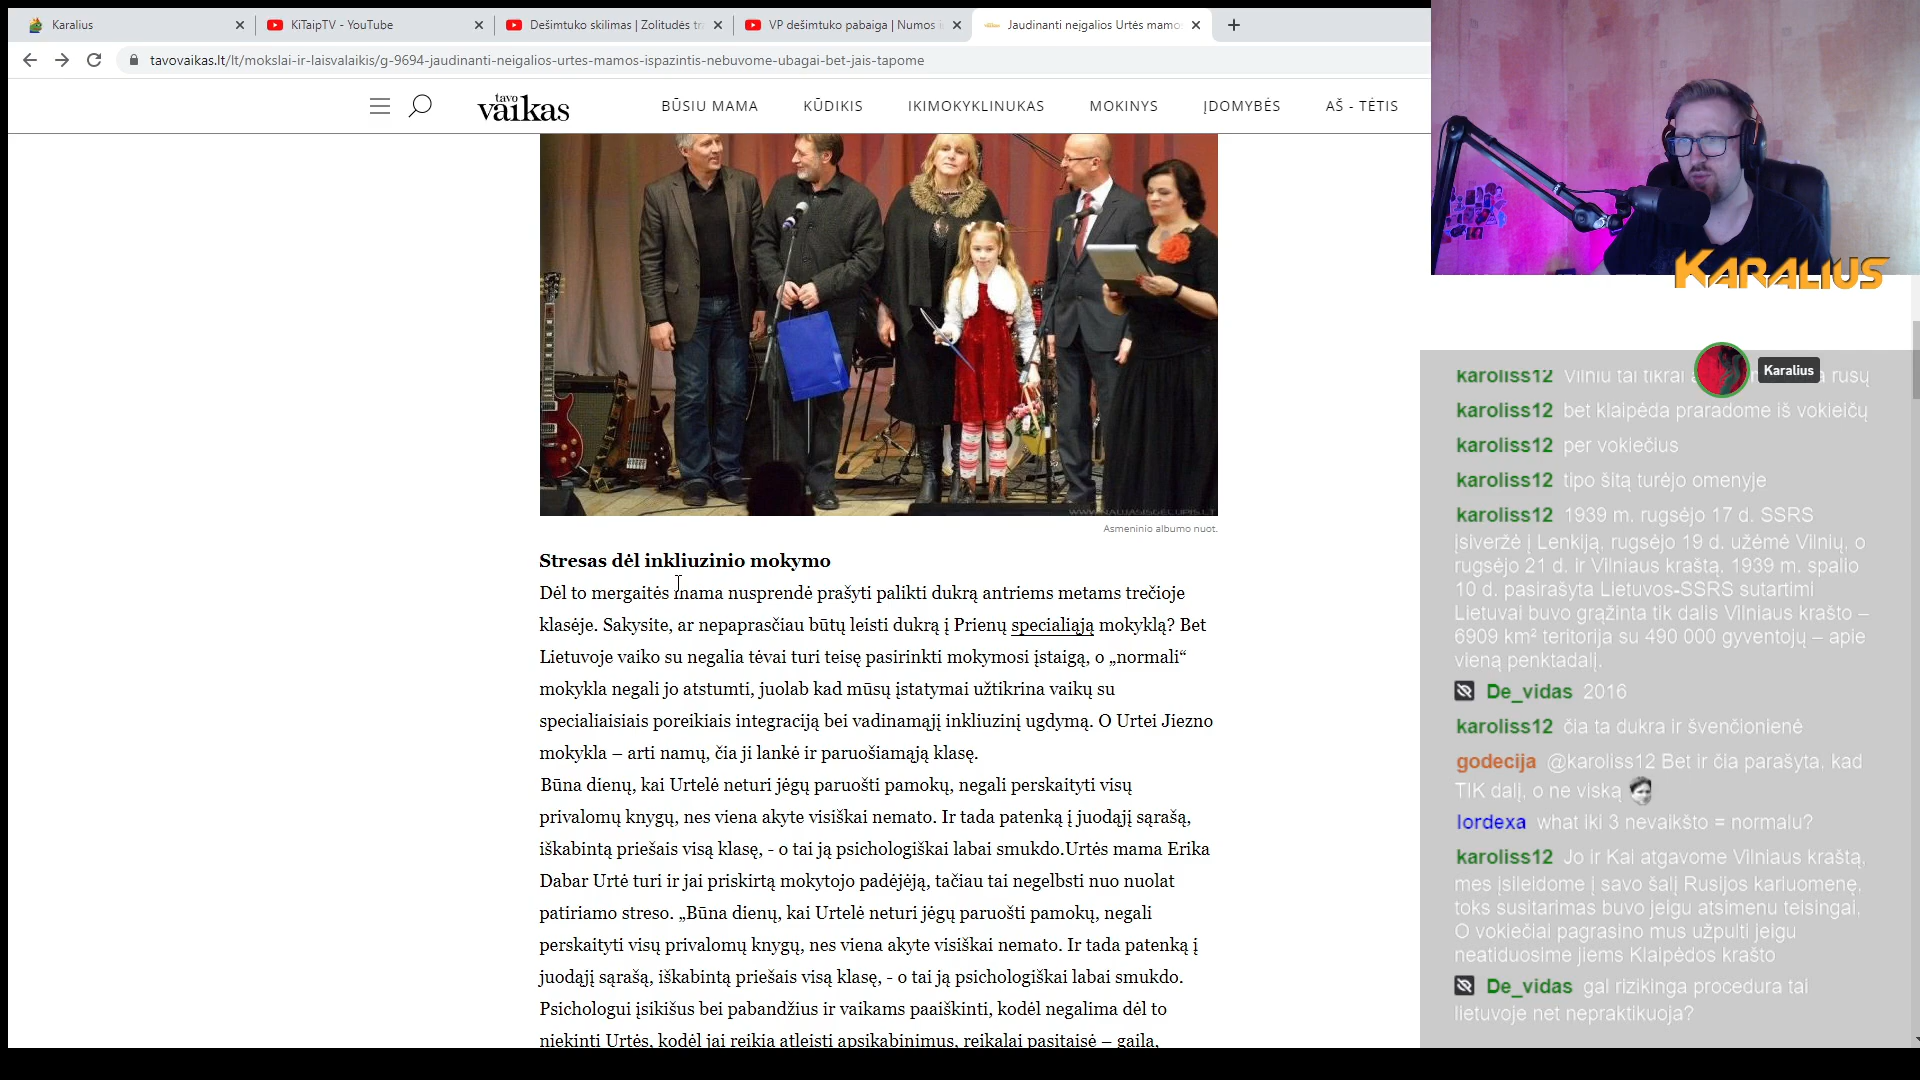 Karalius
KiTaipTV - YouTube
Dešimtuko skilimas | Zolitudės tr
VP dešimtuko pabaiga | Numos i
Jaudinanti neįgalios Urtės mamos
tavovaikas.lt/lt/mokslai-ir-laisvalaikis/g-9694-jaudinanti-neigalios-urtes-mamos-ispazintis-nebuvome-ubagai-bet-jais-tapome
tavo
vaikas
BŪSIU MAMA
KŪDIKIS
IKIMOKYKLINUKAS
MOKINYS
ĮDOMYBĖS
AŠ - TĖTIS
Asmeninio albumo nuot.
Stresas dėl inkliuzinio mokymo
Dėl to mergaitės mama nusprendė prašyti palikti dukrą antriems metams trečioje
klasėje. Sakysite, ar nepaprasčiau būtų leisti dukrą į Prienų specialiąją mokyklą? Bet
Lietuvoje vaiko su negalia tėvai turi teisę pasirinkti mokymosi įstaigą, o „normali“
mokykla negali jo atstumti, juolab kad mūsų įstatymai užtikrina vaikų su
specialiaisiais poreikiais integraciją bei vadinamąjį inkliuzinį ugdymą. O Urtei Jiezno
mokykla – arti namų, čia ji lankė ir paruošiamąją klasę.
Būna dienų, kai Urtelė neturi jėgų paruošti pamokų, negali perskaityti visų
privalomų knygų, nes viena akyte visiškai nemato. Ir tada patenką į juodąjį sąrašą,
iškabintą priešais visą klasę, - o tai ją psichologiškai labai smukdo.Urtės mama Erika
Dabar Urtė turi ir jai priskirtą mokytojo padėjėją, tačiau tai negelbsti nuo nuolat
patiriamo streso. „Būna dienų, kai Urtelė neturi jėgų paruošti pamokų, negali
perskaityti visų privalomų knygų, nes viena akyte visiškai nemato. Ir tada patenką į
juodąjį sąrašą, iškabintą priešais visą klasę, - o tai ją psichologiškai labai smukdo.
Psichologui įsikišus bei pabandžius ir vaikams paaiškinti, kodėl negalima dėl to
niekinti Urtės, kodėl jai reikia atleisti apsikabinimus, reikalai pasitaisė – gaila,
KARALIUS
Karalius
karoliss12 Vilniu tai tikrai rusų
karoliss12 bet klaipėda praradome iš vokieičų
karoliss12 per vokiečius
karoliss12 tipo šitą turėjo omenyje
karoliss12 1939 m. rugsėjo 17 d. SSRS
įsiveržė į Lenkiją, rugsėjo 19 d. užėmė Vilnių, o
rugsėjo 21 d. ir Vilniaus kraštą. 1939 m. spalio
10 d. pasirašyta Lietuvos-SSRS sutartimi
Lietuvai buvo grąžinta tik dalis Vilniaus krašto –
6909 km² teritorija su 490 000 gyventojų – apie
vieną penktadalį.
De_vidas 2016
karoliss12 čia ta dukra ir švenčionienė
godecija @karoliss12 Bet ir čia parašyta, kad
TIK dalį, o ne viską
lordexa what iki 3 nevaikšto = normalu?
karoliss12 Jo ir Kai atgavome Vilniaus kraštą,
mes įsileidome į savo šalį Rusijos kariuomenę,
toks susitarimas buvo jeigu atsimenu teisingai.
O vokiečiai pagrasino mus užpulti jeigu
neatiduosime jiems Klaipėdos krašto
De_vidas gal rizikinga procedura tai
lietuvoje net nepraktikuoja?